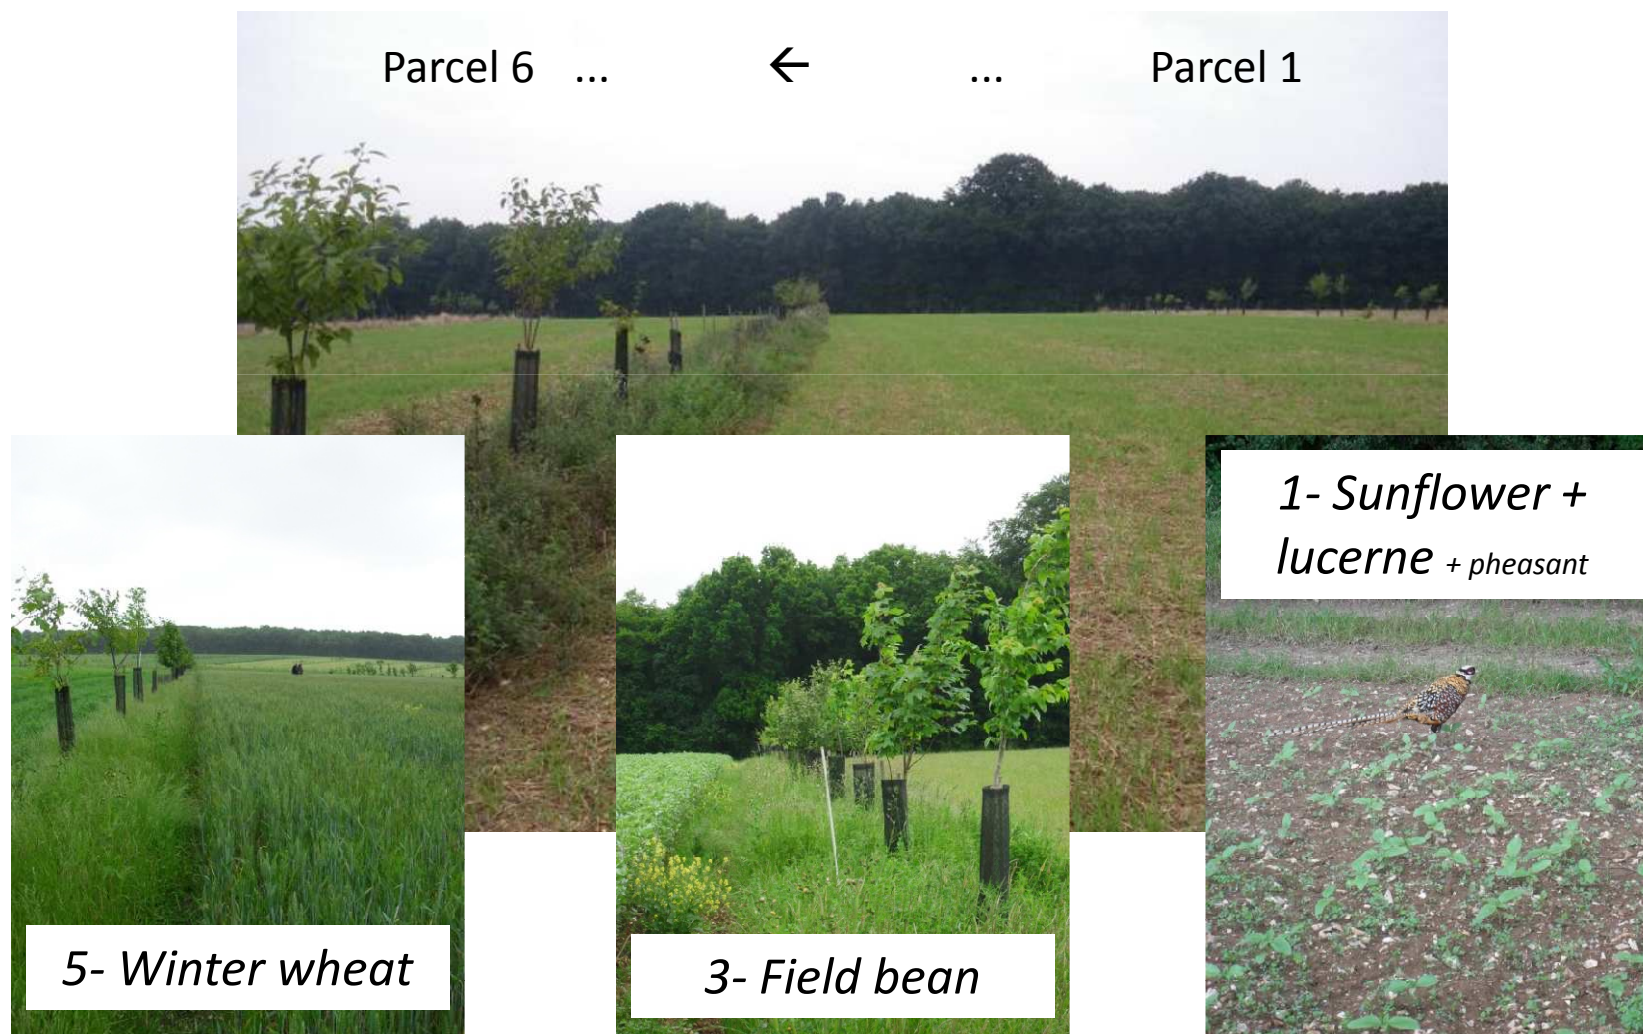 Parcel 6 ... ← ... Parcel 1
1- Sunflower +
lucerne + pheasant
5- Winter wheat
3- Field bean